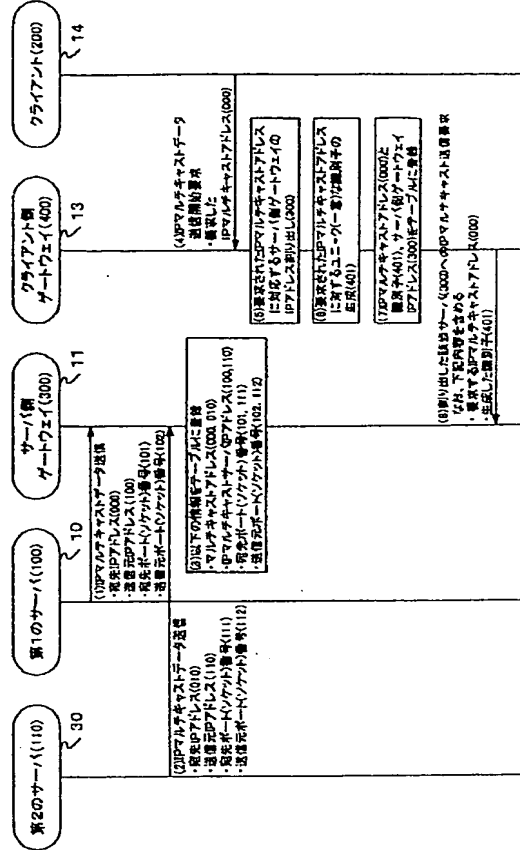 第2のサーバ(110)
30
第1のサーバ(100)
10
サーバ側
ゲートウェイ(300)
11
クライアント側
ゲートウェイ(400)
13
クライアント(200)
14
(1)IPマルチキャストデータ送信
・宛先IPアドレス(000)
・送信元IPアドレス(100)
・宛先ポート(ソケット)番号(101)
・送信元ポート(ソケット)番号(102)
(2)IPマルチキャストデータ送信
・宛先IPアドレス(010)
・送信元IPアドレス(110)
・宛先ポート(ソケット)番号(111)
・送信元ポート(ソケット)番号(112)
(3)以下の情報をテーブルに登録
・マルチキャストアドレス(000, 010)
・IPマルチキャストサーバIPアドレス(100,110)
・宛先ポート(ソケット)番号(101, 111)
・送信元ポート(ソケット)番号(102, 112)
(4)IPマルチキャストデータ
送信開始要求
・要求した
IPマルチキャストアドレス(000)
(5)要求されたIPマルチキャストアドレス
に対応するサーバ側ゲートウェイの
IPアドレス割り出し(300)
(6)要求されたIPマルチキャストアドレス
に対するユニーク(一意)な識別子の
生成(401)
(7)IPマルチキャストアドレス(000)と
識別子(401)、サーバ側ゲートウェイ
IPアドレス(300)をテーブルに登録
(8)割り出した該当サーバ(300)へのIPマルチキャスト送信要求
なお、下記内容を含める
・要求するIPマルチキャストアドレス(000)
・生成した識別子(401)